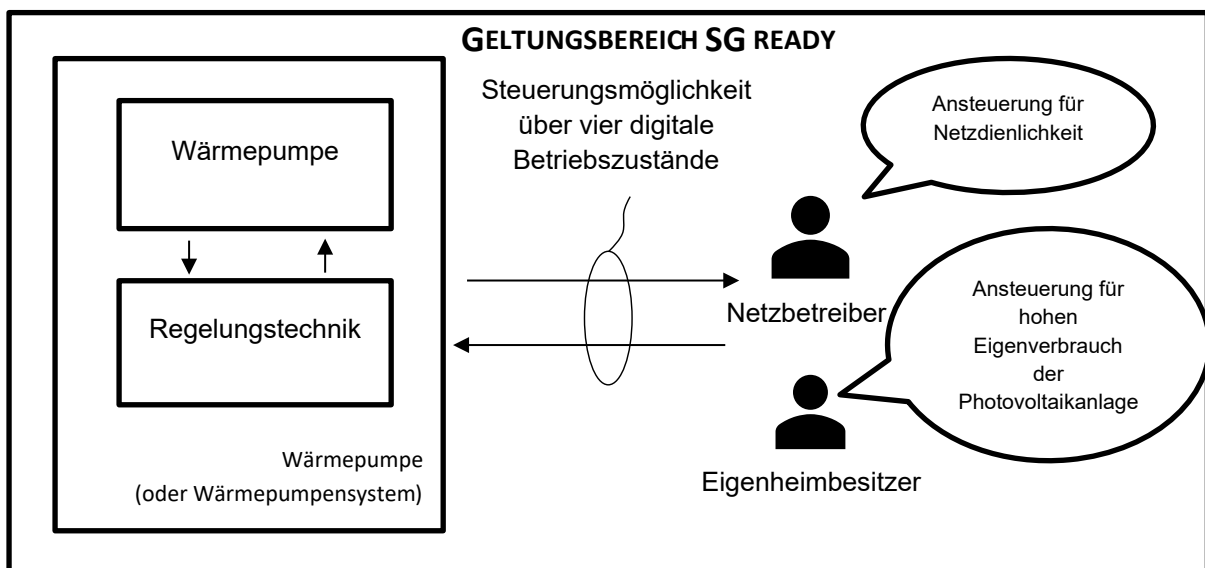 GELTUNGSBEREICH SG READY
Wärmepumpe
Regelungstechnik
Wärmepumpe
(oder Wärmepumpensystem)
Steuerungsmöglichkeit
über vier digitale
Betriebszustände
Ansteuerung für
Netzdienlichkeit
Netzbetreiber
Ansteuerung für
hohen
Eigenverbrauch
der
Photovoltaikanlage
Eigenheimbesitzer